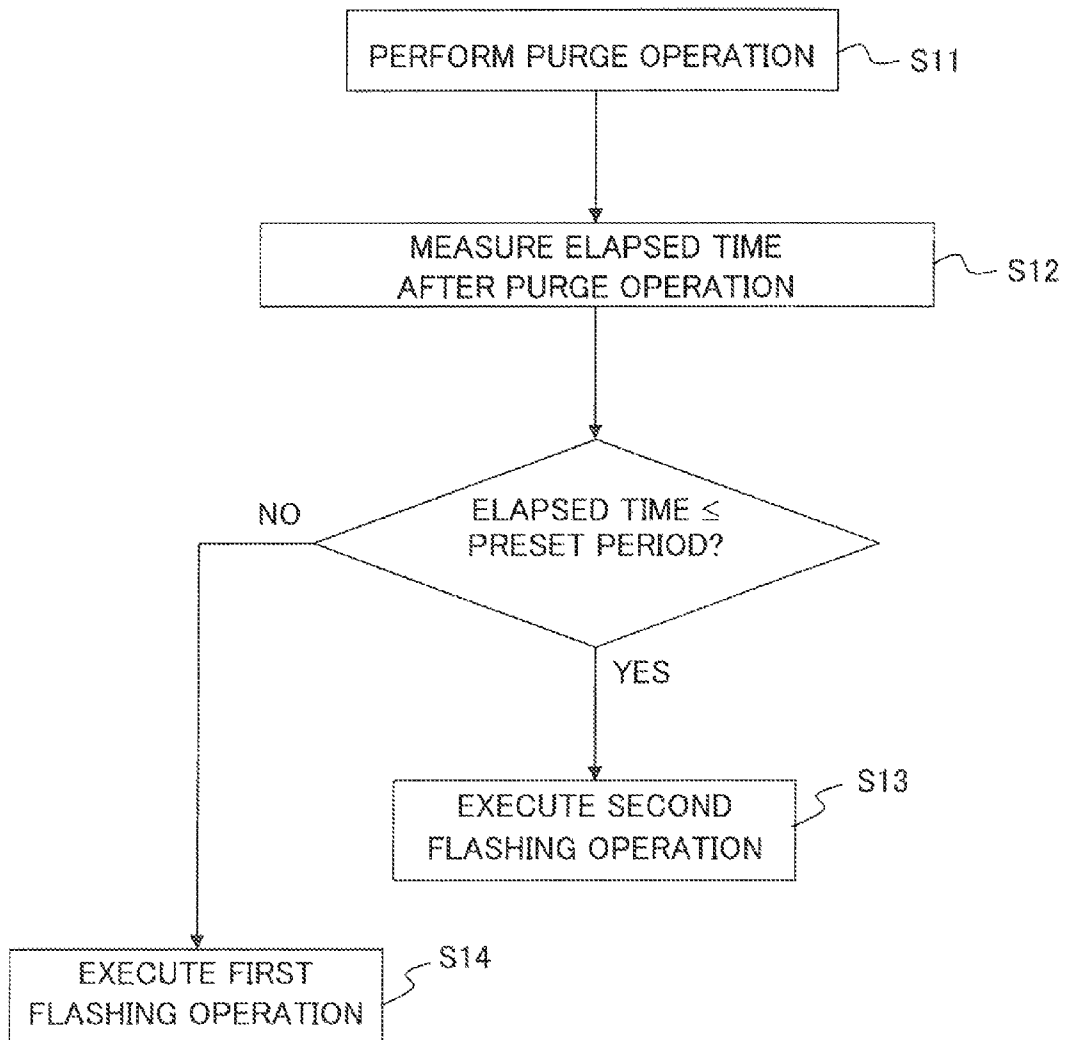 PERFORM PURGE OPERATION
S11
MEASURE ELAPSED TIME
AFTER PURGE OPERATION
S12
ELAPSED TIME ≤
PRESET PERIOD?
NO
YES
EXECUTE SECOND
FLASHING OPERATION
S13
EXECUTE FIRST
FLASHING OPERATION
S14